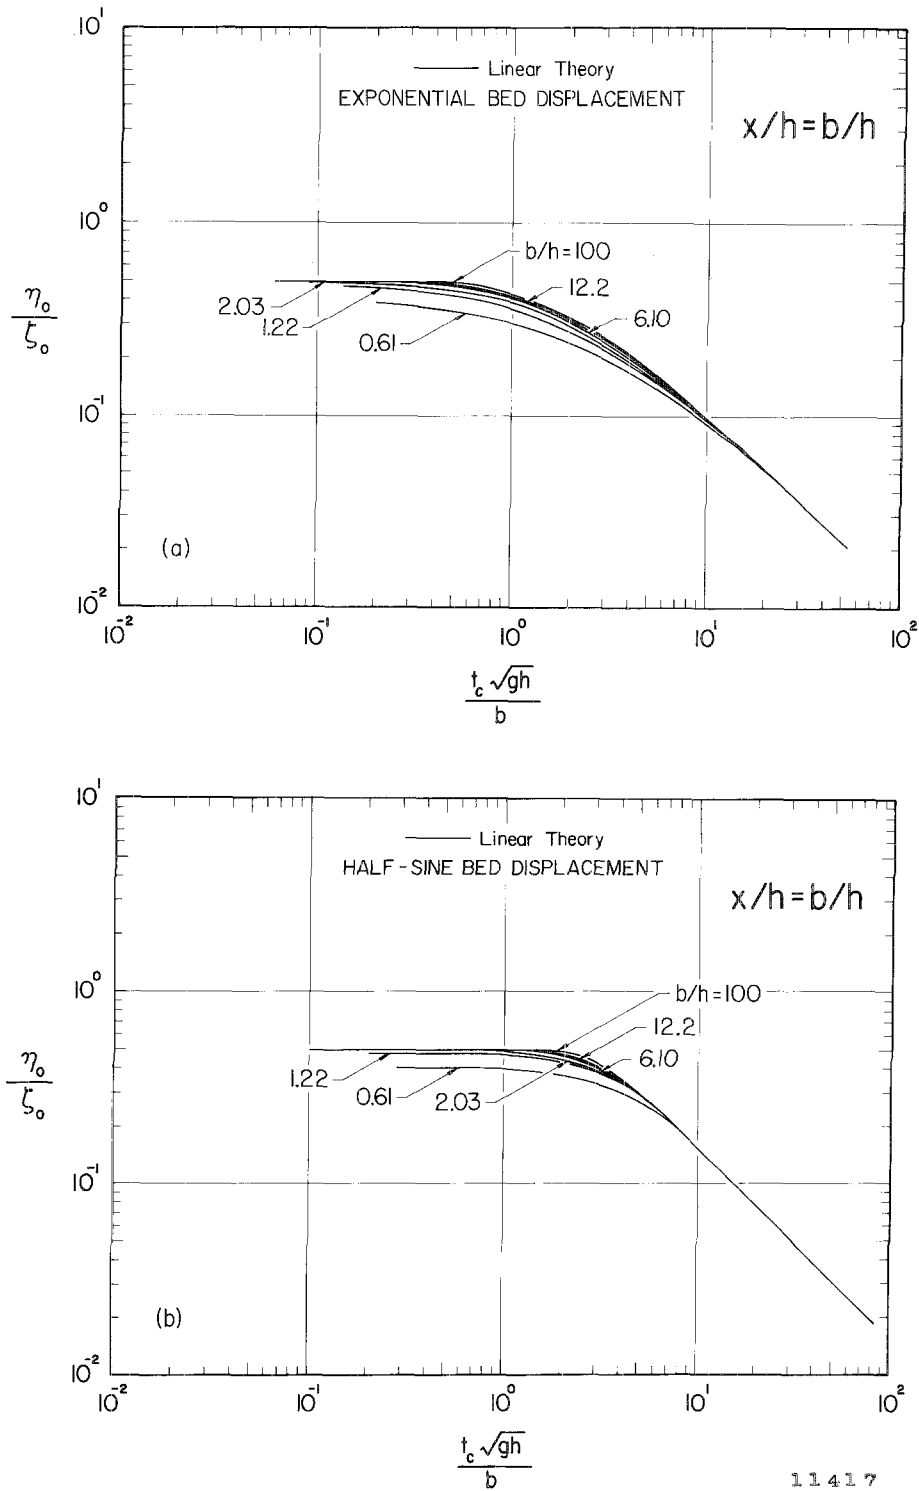 10¹
Linear Theory
EXPONENTIAL BED DISPLACEMENT
x/h=b/h
10⁰
b/h=100
12.2
6.10
2.03
1.22
0.61
η₀
ζ₀
10⁻¹
(a)
10⁻²
10⁻² 10⁻¹ 10⁰ 10¹ 10²
t_c √gh
b
10¹
Linear Theory
HALF-SINE BED DISPLACEMENT
x/h=b/h
10⁰
b/h=100
12.2
6.10
1.22
0.61
2.03
η₀
ζ₀
10⁻¹
(b)
10⁻²
10⁻² 10⁻¹ 10⁰ 10¹ 10²
t_c √gh
b
11417